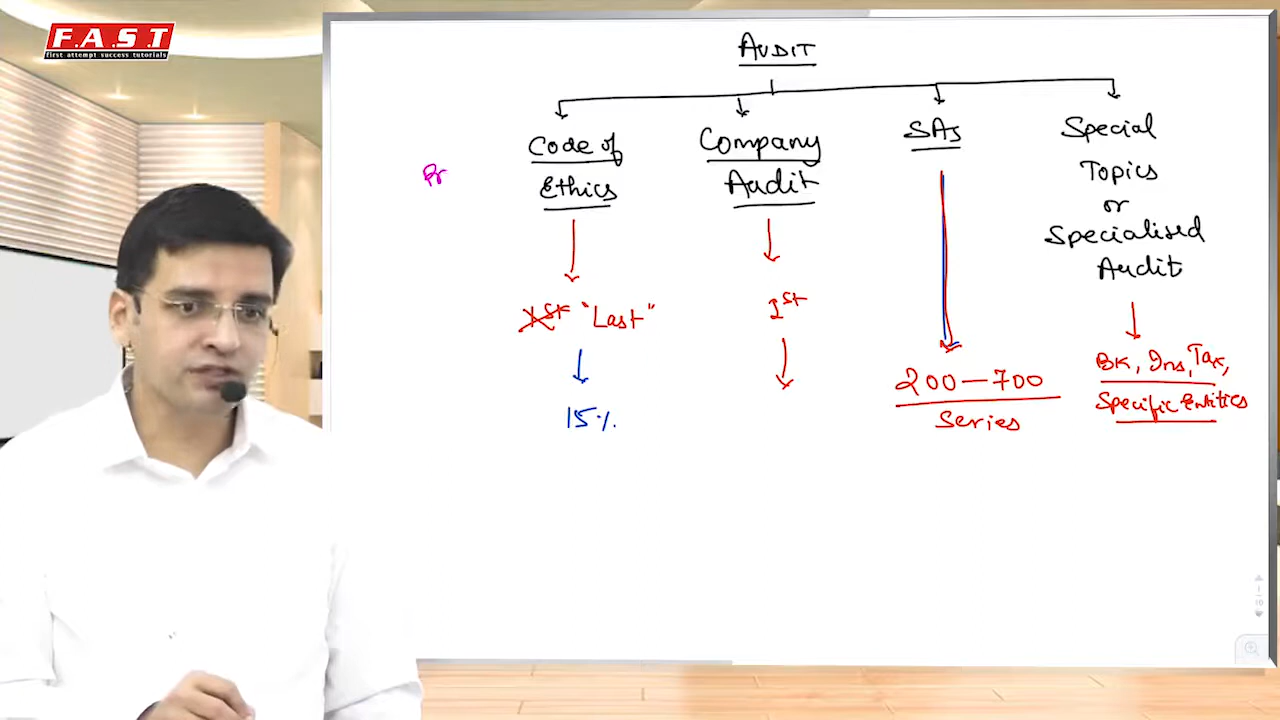 F.A.S.T
first attempt success tutorials
AUDIT
Code of
Ethics
Company
Audit
SAs
Special
Topics
or
Specialised
Audit
Pr
1st "Last"
15%
1st
200-700
Series
BK, Ins, Tax,
Specific Entities